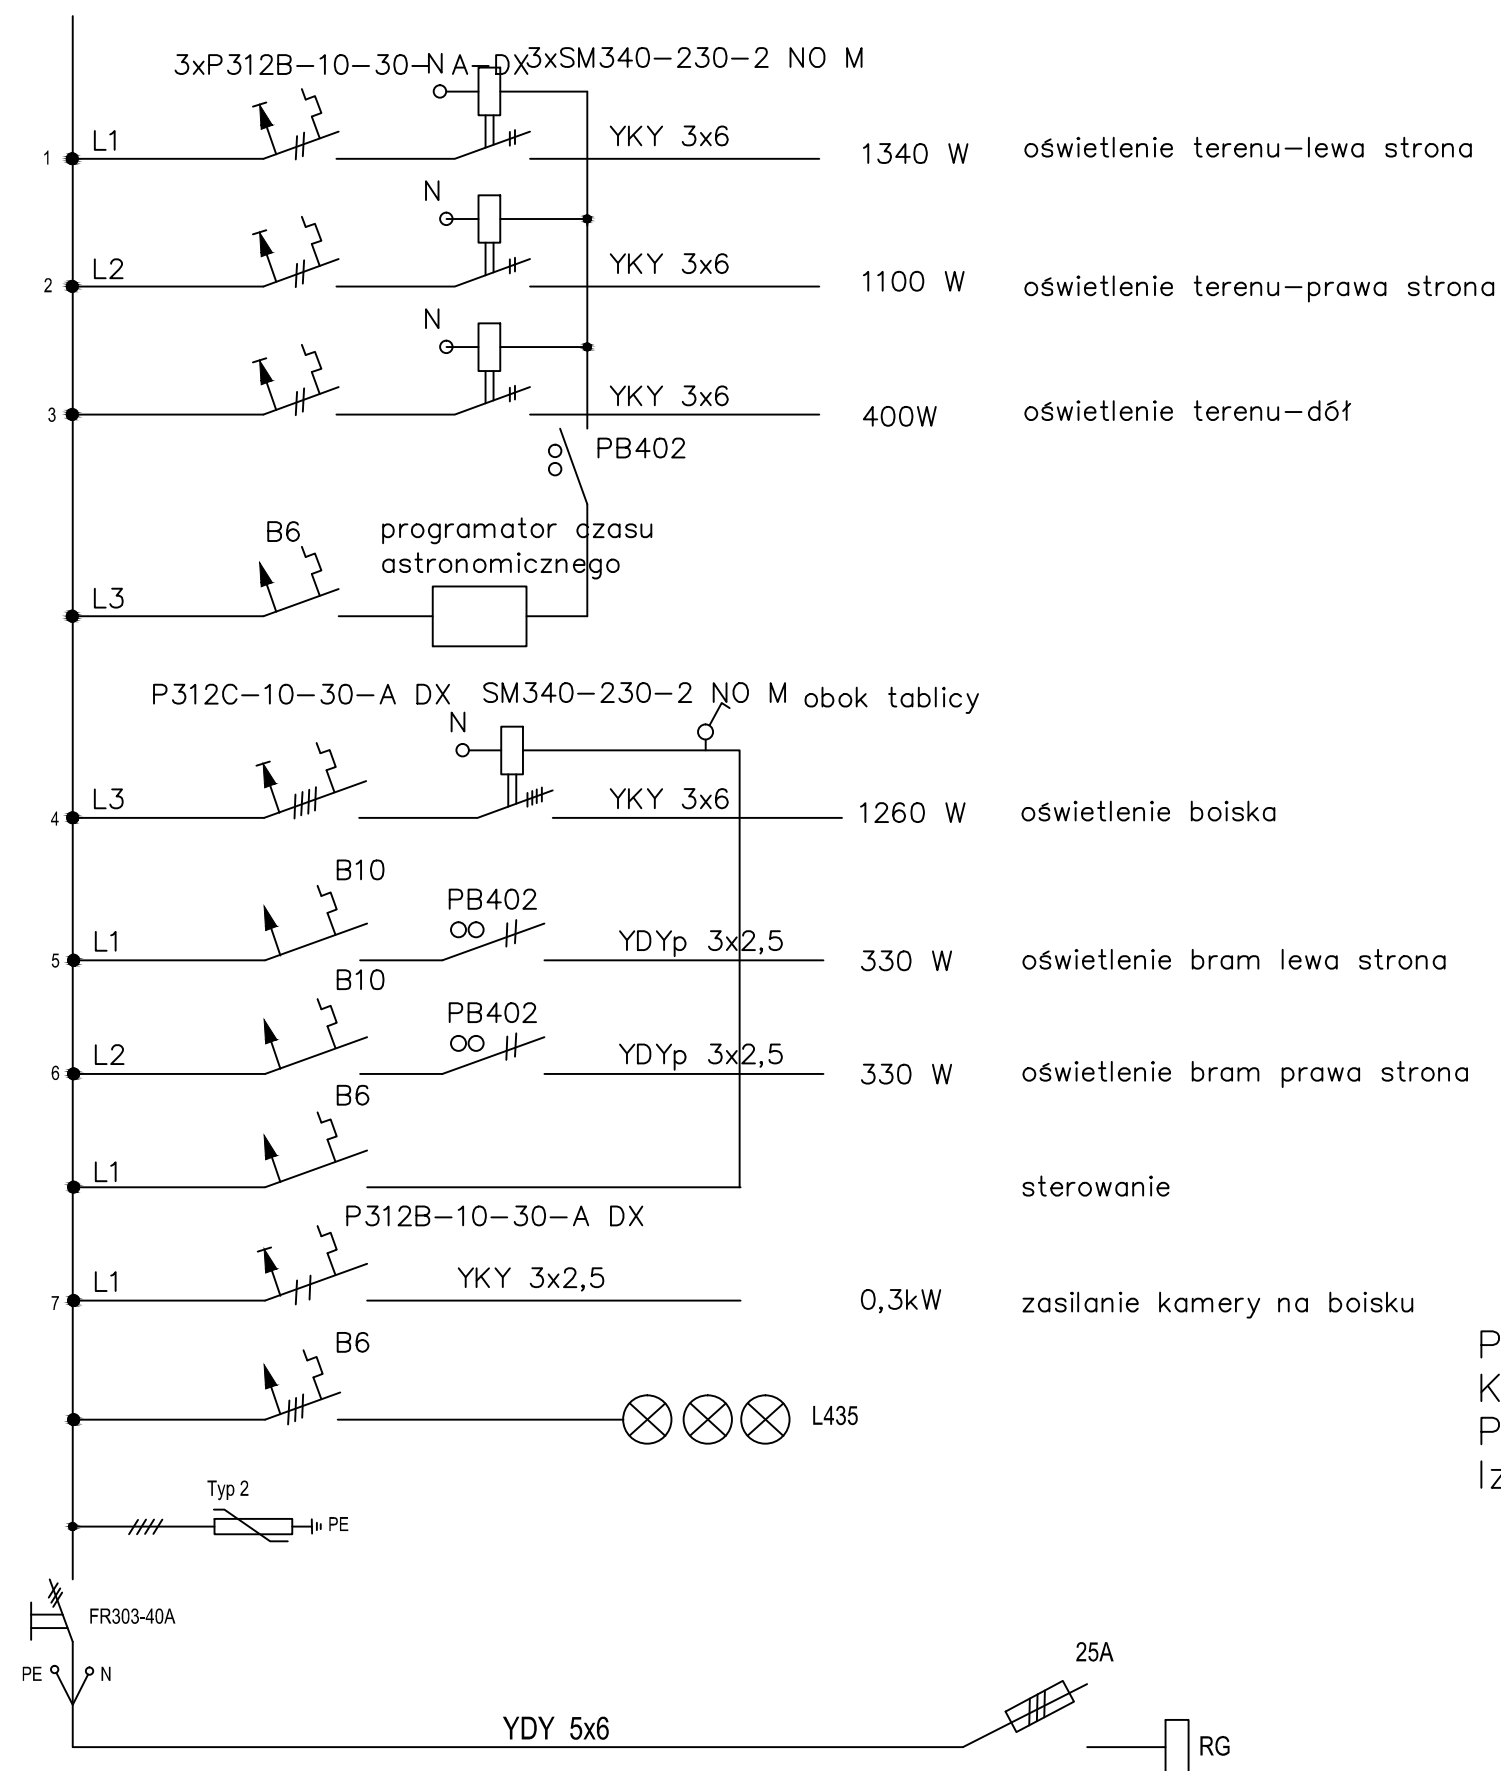 3xP312B-10-30-A-DX
N
3xSM340-230-2 NO M
1 L1 YKY 3x6 1340 W oświetlenie terenu-lewa strona
N
2 L2 YKY 3x6 1100 W oświetlenie terenu-prawa strona
N
3 YKY 3x6 400W oświetlenie terenu-dół
PB402
B6 programator czasu
astronomicznego
L3
P312C-10-30-A DX SM340-230-2 NO M obok tablicy
N
4 L3 YKY 3x6 1260 W oświetlenie boiska
B10 PB402
5 L1 YDYp 3x2,5 330 W oświetlenie bram lewa strona
B10 PB402
6 L2 YDYp 3x2,5 330 W oświetlenie bram prawa strona
B6
L1 sterowanie
P312B-10-30-A DX
7 L1 YKY 3x2,5 0,3kW zasilanie kamery na boisku
B6
L435
P
K
P
Iz
Typ 2
PE
FR303-40A
PE N
25A
YDY 5x6 RG